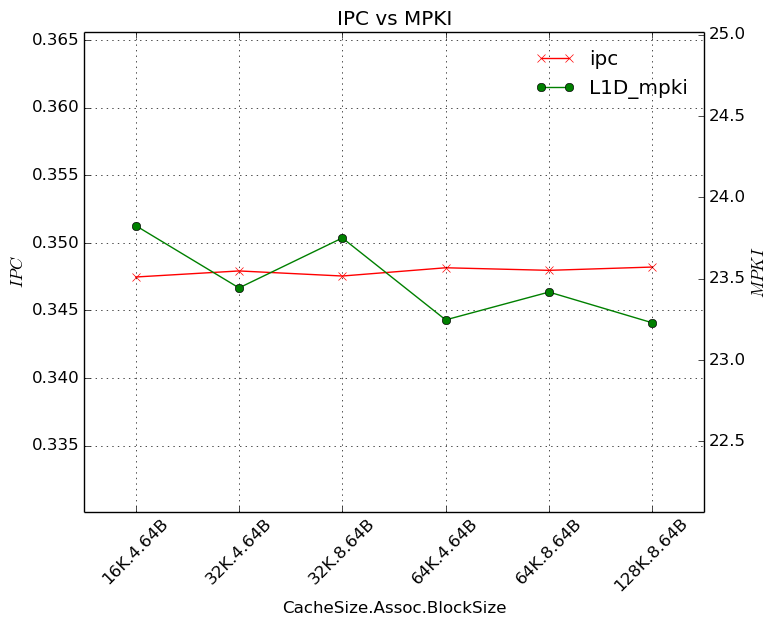 IPC vs MPKI
ipc
L1D_mpki
0.365
0.360
0.355
0.350
0.345
0.340
0.335
IPC
25.0
24.5
24.0
23.5
23.0
22.5
MPKI
16K.4.64B
32K.4.64B
32K.8.64B
64K.4.64B
64K.8.64B
128K.8.64B
CacheSize.Assoc.BlockSize